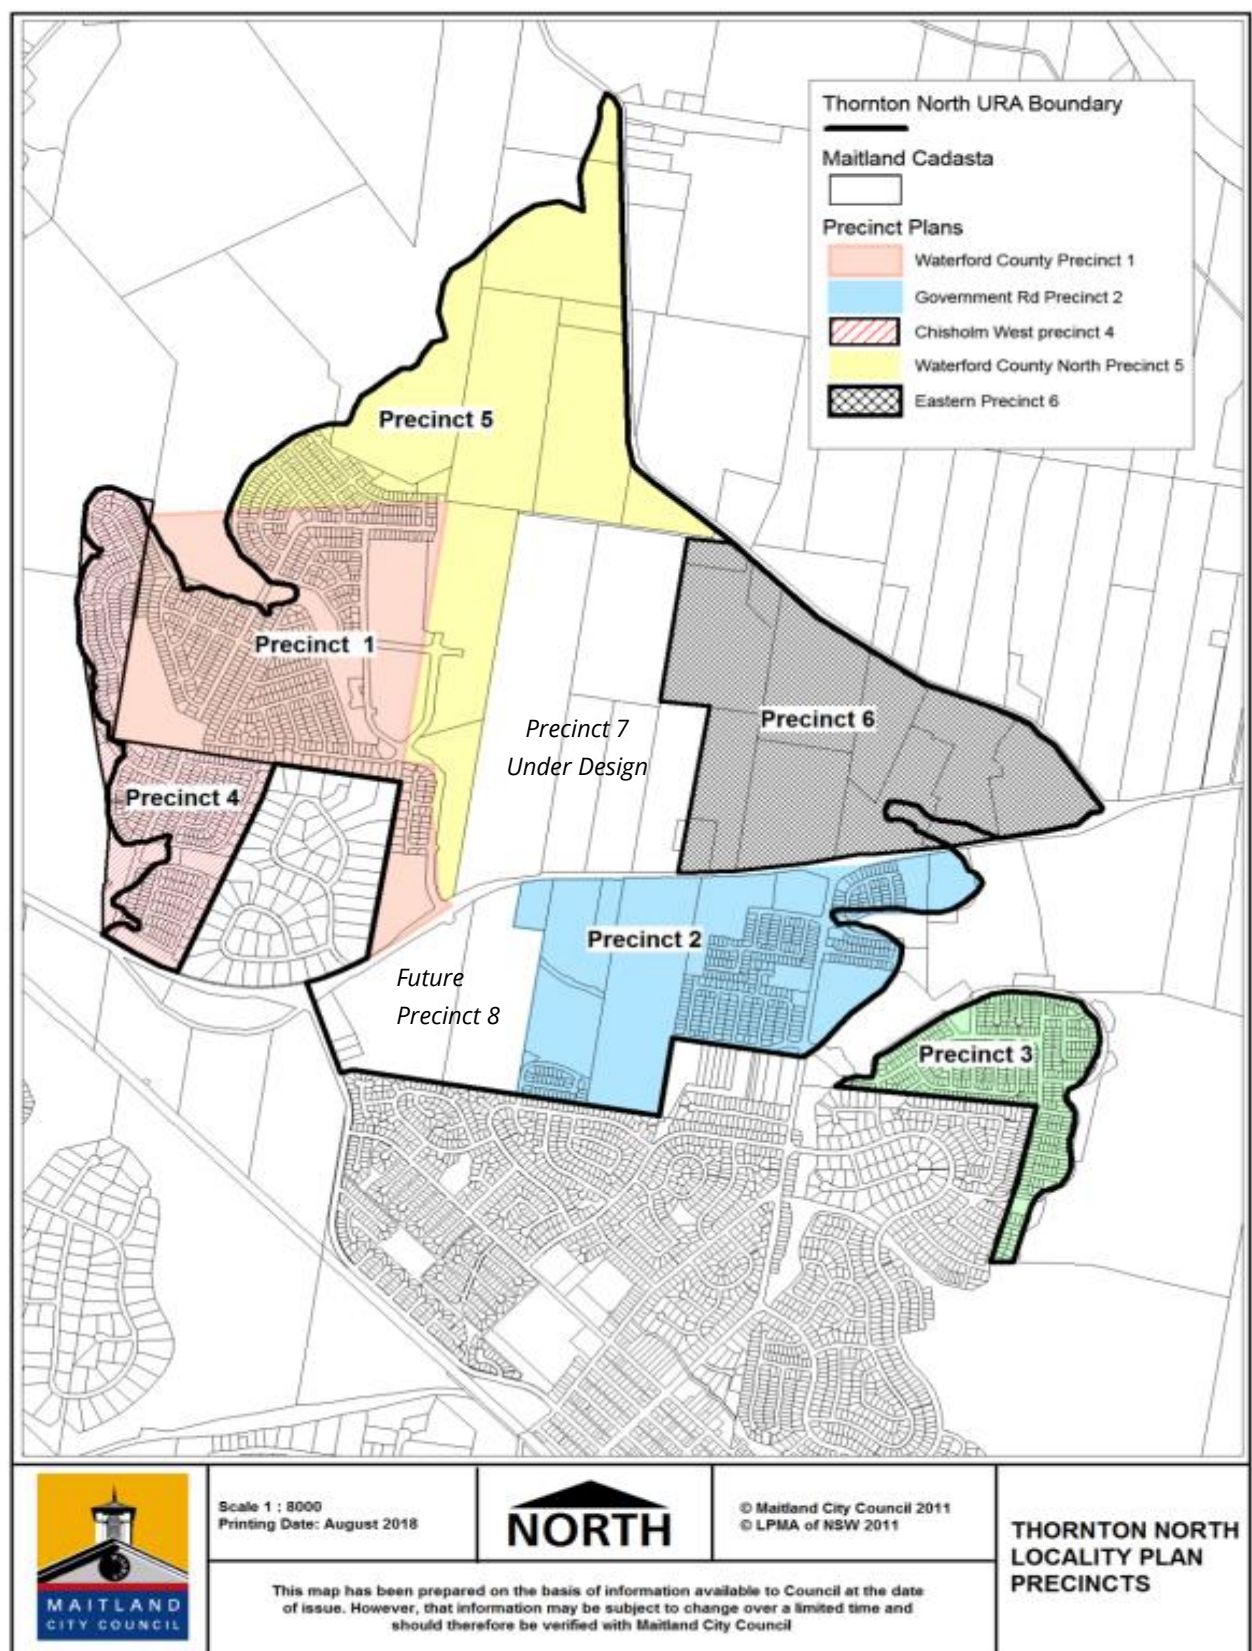 Thornton North URA Boundary
Maitland Cadasta
Precinct Plans
Waterford County Precinct 1
Government Rd Precinct 2
Chisholm West precinct 4
Waterford County North Precinct 5
Eastern Precinct 6
Precinct 5
Precinct 1
Precinct 7
Under Design
Precinct 6
Precinct 4
Precinct 2
Future
Precinct 8
Precinct 3
MAITLAND
CITY COUNCIL
Scale 1 : 8000
Printing Date: August 2018
NORTH
© Maitland City Council 2011
© LPMA of NSW 2011
This map has been prepared on the basis of information available to Council at the date
of issue. However, that information may be subject to change over a limited time and
should therefore be verified with Maitland City Council
THORNTON NORTH
LOCALITY PLAN
PRECINCTS